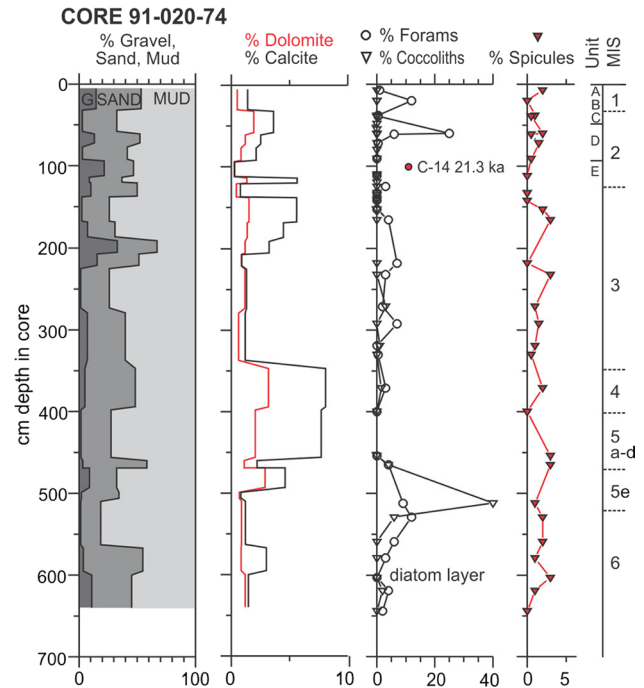 CORE 91-020-74
% Gravel,
Sand, Mud
% Dolomite
% Calcite
% Forams
% Coccoliths
% Spicules
Unit
MIS
G SAND MUD
0
100
200
300
400
500
600
700
cm depth in core
0 100
0 10
0 20 40
0 5
C-14 21.3 ka
diatom layer
A
B
C
D
E
1
2
3
4
5
a-d
5e
6